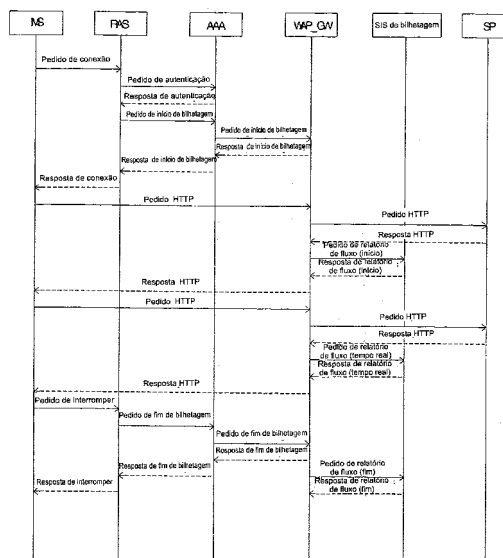 MS RAS AAA WAP_GW SIS de bilhetagem SP
Pedido de conexão
Pedido de autenticação
Resposta de autenticação
Pedido de início de bilhetagem
Pedido de início de bilhetagem
Resposta de início de bilhetagem
Resposta de início de bilhetagem
Resposta de conexão
Pedido HTTP
Pedido HTTP
Resposta HTTP
Pedido de relatório
de fluxo (início)
Resposta de relatório
de fluxo (início)
Resposta HTTP
Pedido HTTP
Pedido HTTP
Resposta HTTP
Pedido de relatório
de fluxo (tempo real)
Resposta de relatório
de fluxo (tempo real)
Resposta HTTP
Pedido de interromper
Pedido de fim de bilhetagem
Pedido de fim de bilhetagem
Resposta de fim de bilhetagem
Resposta de fim de bilhetagem
Pedido de relatório
de fluxo (fim)
Resposta de relatório
de fluxo (fim)
Resposta de interromper